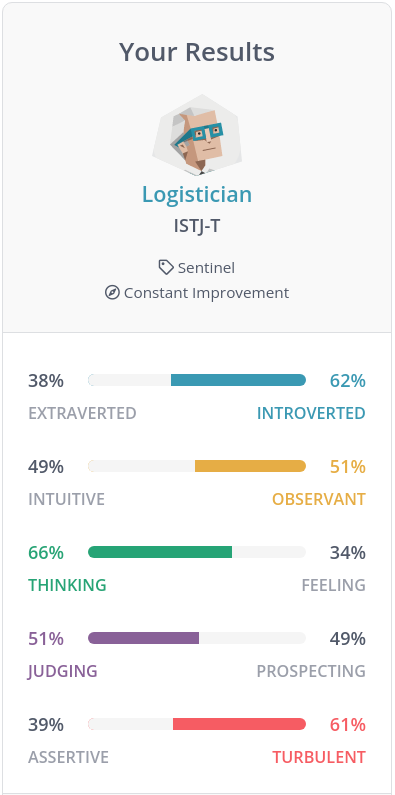 Your Results
Logistician
ISTJ-T
Sentinel
Constant Improvement
38% 62%
EXTRAVERTED INTROVERTED
49% 51%
INTUITIVE OBSERVANT
66% 34%
THINKING FEELING
51% 49%
JUDGING PROSPECTING
39% 61%
ASSERTIVE TURBULENT